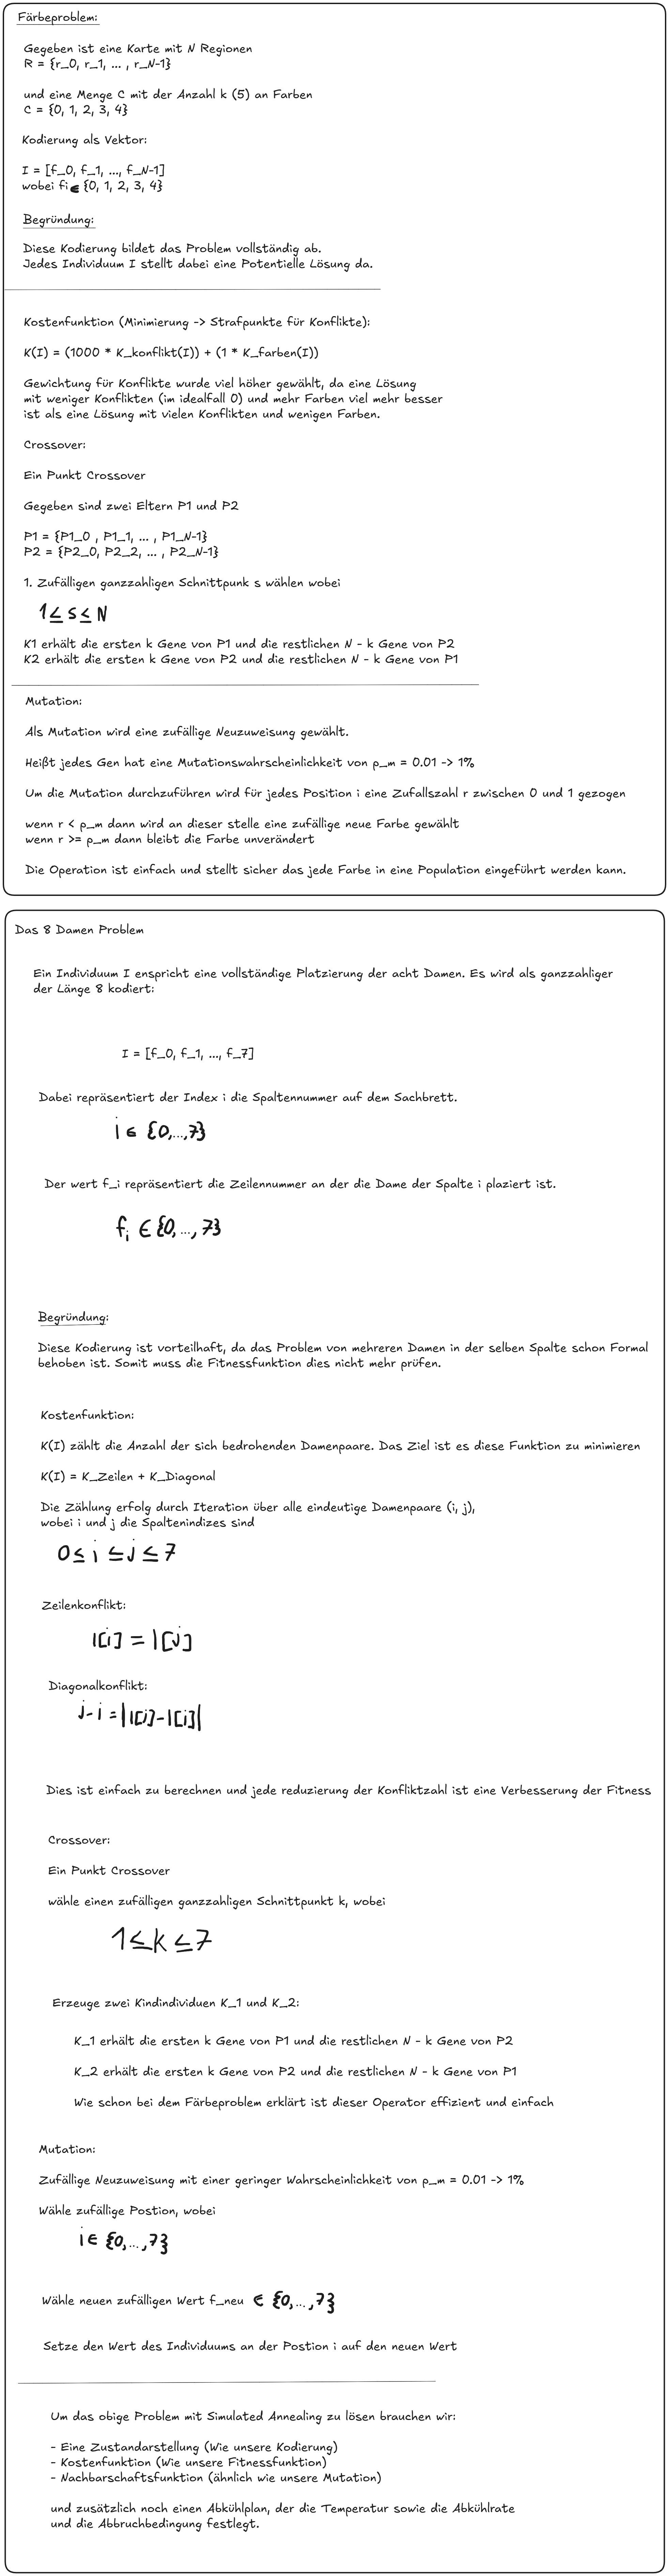 Färbeproblem:
Gegeben ist eine Karte mit N Regionen
R = {r_0, r_1, ... , r_N-1}
und eine Menge C mit der Anzahl k (5) an Farben
C = {0, 1, 2, 3, 4}
Kodierung als Vektor:
I = [f_0, f_1, ..., f_N-1]
wobei fi ∈ {0, 1, 2, 3, 4}
Begründung:
Diese Kodierung bildet das Problem vollständig ab.
Jedes Individuum I stellt dabei eine Potentielle Lösung da.
Kostenfunktion (Minimierung -> Strafpunkte für Konflikte):
K(I) = (1000 * K_konflikt(I)) + (1 * K_farben(I))
Gewichtung für Konflikte wurde viel höher gewählt, da eine Lösung
mit weniger Konflikten (im idealfall 0) und mehr Farben viel mehr besser
ist als eine Lösung mit vielen Konflikten und wenigen Farben.
Crossover:
Ein Punkt Crossover
Gegeben sind zwei Eltern P1 und P2
P1 = {P1_0 , P1_1, ... , P1_N-1}
P2 = {P2_0, P2_2, ... , P2_N-1}
1. Zufälligen ganzzahligen Schnittpunk s wählen wobei
1 ≤ s ≤ N
K1 erhält die ersten k Gene von P1 und die restlichen N - k Gene von P2
K2 erhält die ersten k Gene von P2 und die restlichen N - k Gene von P1
Mutation:
Als Mutation wird eine zufällige Neuzuweisung gewählt.
Heißt jedes Gen hat eine Mutationswahrscheinlichkeit von p_m = 0.01 -> 1%
Um die Mutation durchzuführen wird für jedes Position i eine Zufallszahl r zwischen 0 und 1 gezogen
wenn r < p_m dann wird an dieser stelle eine zufällige neue Farbe gewählt
wenn r >= p_m dann bleibt die Farbe unverändert
Die Operation ist einfach und stellt sicher das jede Farbe in eine Population eingeführt werden kann.
Das 8 Damen Problem
Ein Individuum I enspricht eine vollständige Platzierung der acht Damen. Es wird als ganzzahliger
der Länge 8 kodiert:
I = [f_0, f_1, ..., f_7]
Dabei repräsentiert der Index i die Spaltennummer auf dem Sachbrett.
i ∈ {0,...,7}
Der wert f_i repräsentiert die Zeilennummer an der die Dame der Spalte i plaziert ist.
f_i ∈ {0, ..., 7}
Begründung:
Diese Kodierung ist vorteilhaft, da das Problem von mehreren Damen in der selben Spalte schon Formal
behoben ist. Somit muss die Fitnessfunktion dies nicht mehr prüfen.
Kostenfunktion:
K(I) zählt die Anzahl der sich bedrohenden Damenpaare. Das Ziel ist es diese Funktion zu minimieren
K(I) = K_Zeilen + K_Diagonal
Die Zählung erfolg durch Iteration über alle eindeutige Damenpaare (i, j),
wobei i und j die Spaltenindizes sind
0 ≤ i ≤ j ≤ 7
Zeilenkonflikt:
I[i] = I[j]
Diagonalkonflikt:
j - i = |I[j] - I[i]|
Dies ist einfach zu berechnen und jede reduzierung der Konfliktzahl ist eine Verbesserung der Fitness
Crossover:
Ein Punkt Crossover
wähle einen zufälligen ganzzahligen Schnittpunkt k, wobei
1 ≤ k ≤ 7
Erzeuge zwei Kindindividuen K_1 und K_2:
K_1 erhält die ersten k Gene von P1 und die restlichen N - k Gene von P2
K_2 erhält die ersten k Gene von P2 und die restlichen N - k Gene von P1
Wie schon bei dem Färbeproblem erklärt ist dieser Operator effizient und einfach
Mutation:
Zufällige Neuzuweisung mit einer geringer Wahrscheinlichkeit von p_m = 0.01 -> 1%
Wähle zufällige Postion, wobei
i ∈ {0,...,7}
Wähle neuen zufälligen Wert f_neu ∈ {0,...,7}
Setze den Wert des Individuums an der Postion i auf den neuen Wert
Um das obige Problem mit Simulated Annealing zu lösen brauchen wir:
- Eine Zustandarstellung (Wie unsere Kodierung)
- Kostenfunktion (Wie unsere Fitnessfunktion)
- Nachbarschaftsfunktion (ähnlich wie unsere Mutation)
und zusätzlich noch einen Abkühlplan, der die Temperatur sowie die Abkühlrate
und die Abbruchbedingung festlegt.